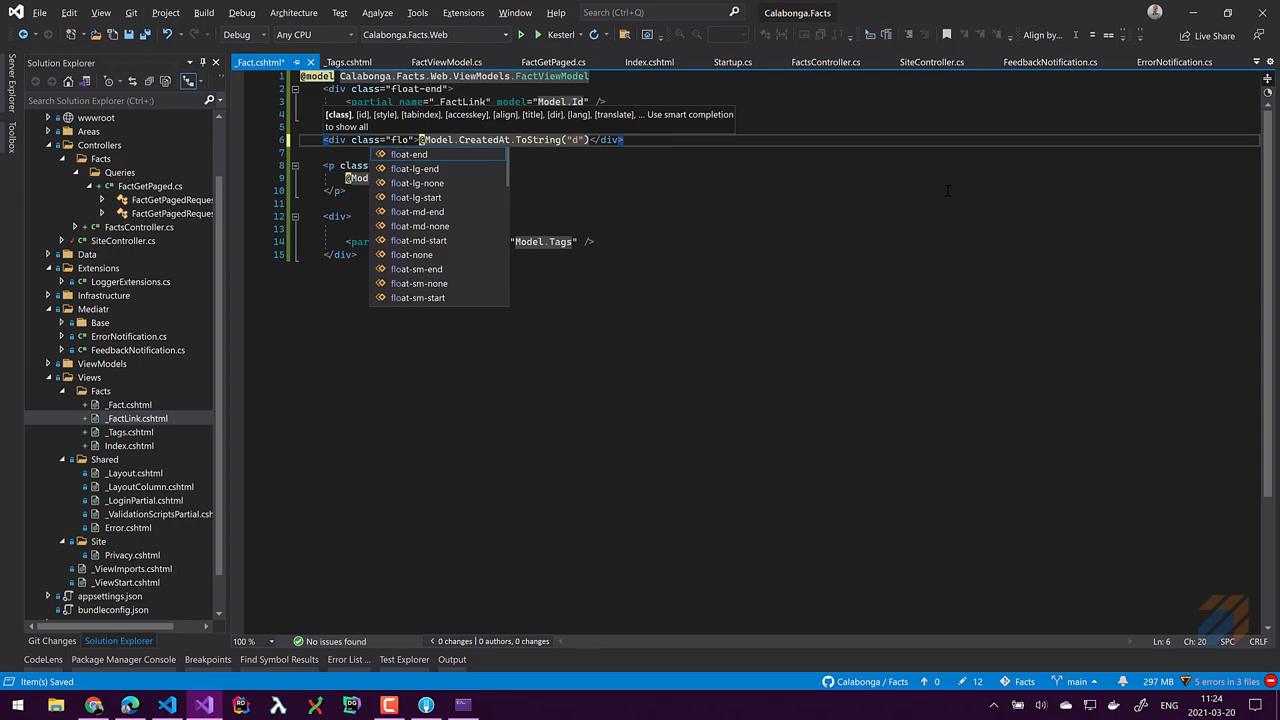 File Edit View Git Project Build Debug Architecture Test Analyze Tools Extensions Window Help Search (Ctrl+Q) Calabonga.Facts
Debug Any CPU Calabonga.Facts.Web Kestrel Align by... Live Share
Server Explorer
Toolbox
Solution Explorer
Search Solution Explorer (Ctrl+;)
wwwroot
Areas
Controllers
Facts
Queries
FactGetPaged.cs
FactGetPagedReque
FactGetPagedReque
FactsController.cs
SiteController.cs
Data
Extensions
LoggerExtensions.cs
Infrastructure
Mediatr
Base
ErrorNotification.cs
FeedbackNotification.cs
ViewModels
Views
Facts
_Fact.cshtml
_FactLink.cshtml
_Tags.cshtml
Index.cshtml
Shared
_Layout.cshtml
_LayoutColumn.cshtml
_LoginPartial.cshtml
_ValidationScriptsPartial.csh
Error.cshtml
Site
Privacy.cshtml
_ViewImports.cshtml
_ViewStart.cshtml
appsettings.json
bundleconfig.json
Git Changes Solution Explorer
_Fact.cshtml* _Tags.cshtml FactViewModel.cs FactGetPaged.cs Index.cshtml Startup.cs FactsController.cs SiteController.cs FeedbackNotification.cs ErrorNotification.cs
1 @model Calabonga.Facts.Web.ViewModels.FactViewModel
2 <div class="float-end">
3 <partial name="_FactLink" model="Model.Id" />
4 [class], [id], [style], [tabindex], [accesskey], [align], [title], [dir], [lang], [translate], ... Use smart completion
5 to show all
6 <div class="flo">@Model.CreatedAt.ToString("d")</div>
7 float-end
float-lg-end
8 <p clas
9 @Mod float-lg-none
10 </p>
float-lg-start
11
12 <div> float-md-end
13 float-md-none
14 <pa float-md-start "Model.Tags" />
15 </div> float-none
float-sm-end
float-sm-none
float-sm-start
100 % No issues found 0 changes | 0 authors, 0 changes Ln: 6 Ch: 20 SPC CRLF
CodeLens Package Manager Console Breakpoints Find Symbol Results Error List ... Test Explorer Output
Item(s) Saved Calabonga / Facts 0 12 Facts main 297 MB 5 errors in 3 files
RD DG 11:24
2021-03-20